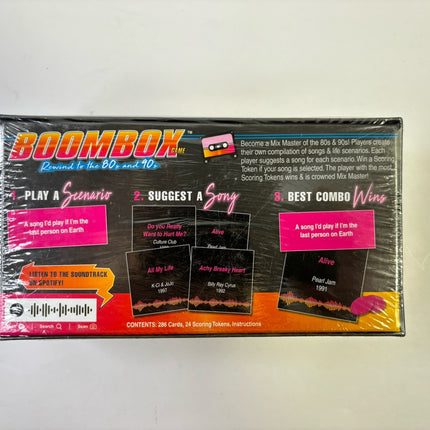 BOOMBOX™
GAME
Rewind to the 80s and 90s
Become a Mix Master of the 80s & 90s! Players create
their own compilation of songs & life scenarios. Each
player suggests a song for each scenario. Win a Scoring
Token if your song is selected. The player with the most
Scoring Tokens wins & is crowned Mix Master!
1. PLAY A Scenario
A song I'd play if I'm the
last person on Earth
2. SUGGEST A Song
Do you Really
Want to Hurt Me?
Culture Club
Alive
Pearl Jam
All My Life
K-Ci & JoJo
1997
Achy Breaky Heart
Billy Ray Cyrus
1992
3. BEST COMBO Wins
A song I'd play if I'm the
last person on Earth
Alive
Pearl Jam
1991
LISTEN TO THE SOUNDTRACK
ON SPOTIFY!
Search
Scan
CONTENTS: 286 Cards, 24 Scoring Tokens, Instructions